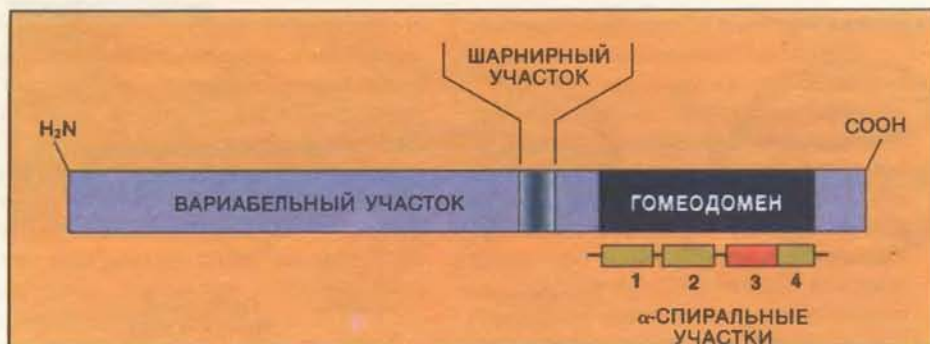 ШАРНИРНЫЙ
УЧАСТОК
H₂N
COOH
ВАРИАБЕЛЬНЫЙ УЧАСТОК
ГОМЕОДОМЕН
1 2 3 4
α-СПИРАЛЬНЫЕ
УЧАСТКИ